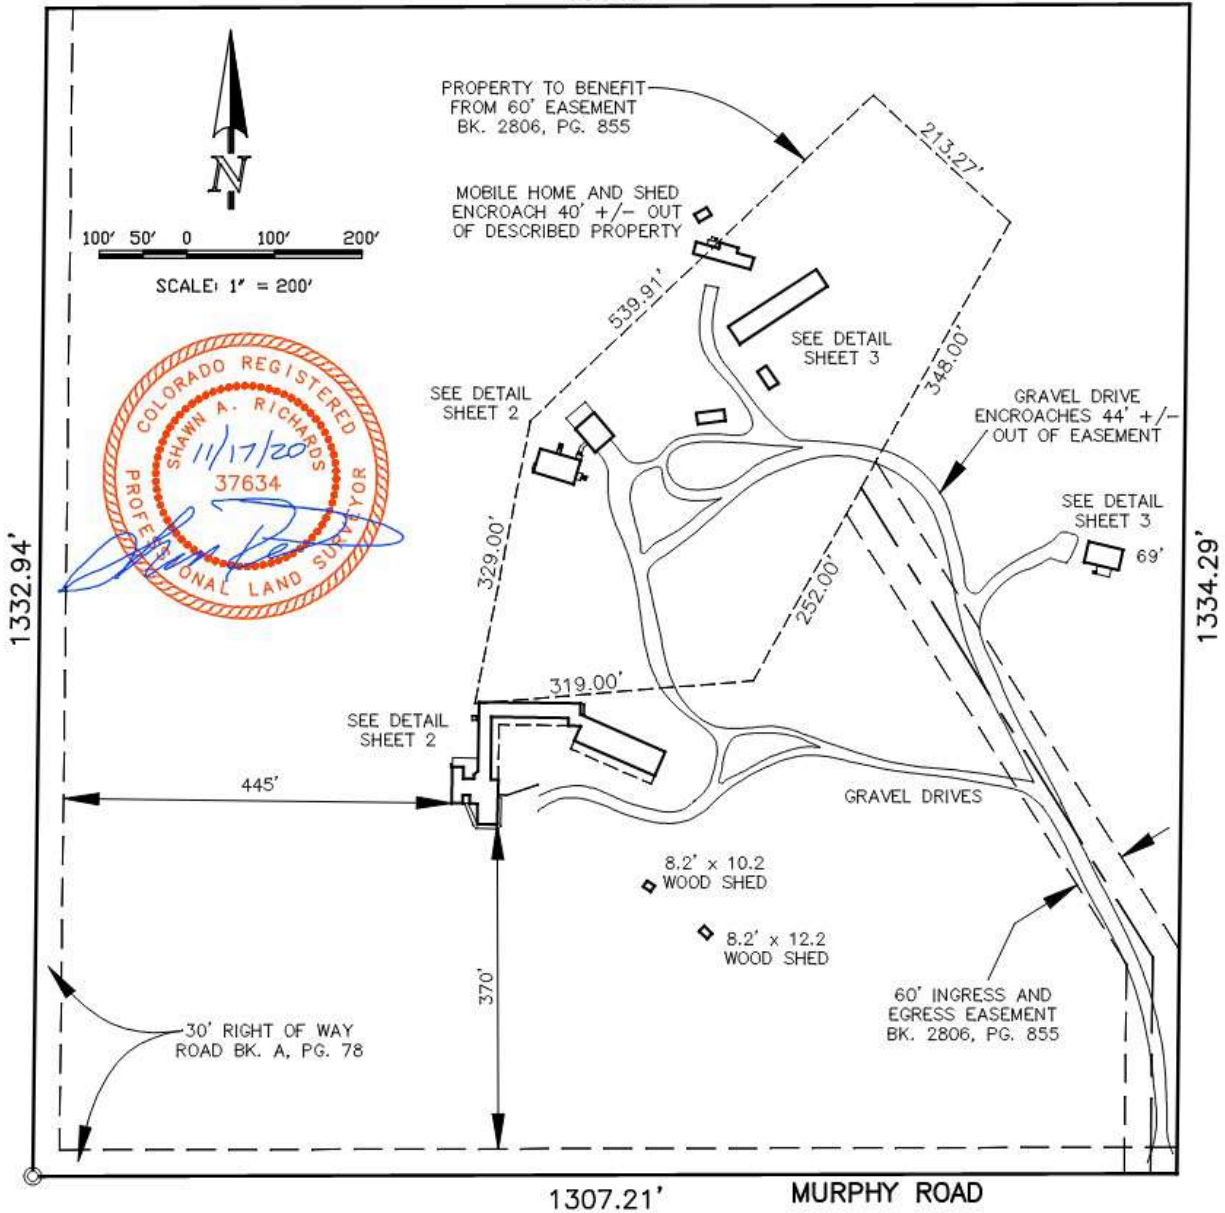 PROPERTY TO BENEFIT
FROM 60' EASEMENT
BK. 2806, PG. 855
213.27'
N
MOBILE HOME AND SHED
ENCROACH 40' +/- OUT
OF DESCRIBED PROPERTY
100' 50' 0 100' 200'
SCALE: 1" = 200'
539.91'
SEE DETAIL
SHEET 3
348.00'
COLORADO REGISTERED
SHAWN A. RICHARDS
11/17/20
37634
PROFESSIONAL LAND SURVEYOR
SEE DETAIL
SHEET 2
GRAVEL DRIVE
ENCROACHES 44' +/-
OUT OF EASEMENT
SEE DETAIL
SHEET 3
69'
1332.94'
329.00'
252.00'
1334.29'
319.00'
SEE DETAIL
SHEET 2
445'
GRAVEL DRIVES
8.2' x 10.2
WOOD SHED
8.2' x 12.2
WOOD SHED
370'
60' INGRESS AND
EGRESS EASEMENT
BK. 2806, PG. 855
30' RIGHT OF WAY
ROAD BK. A, PG. 78
1307.21'
MURPHY ROAD